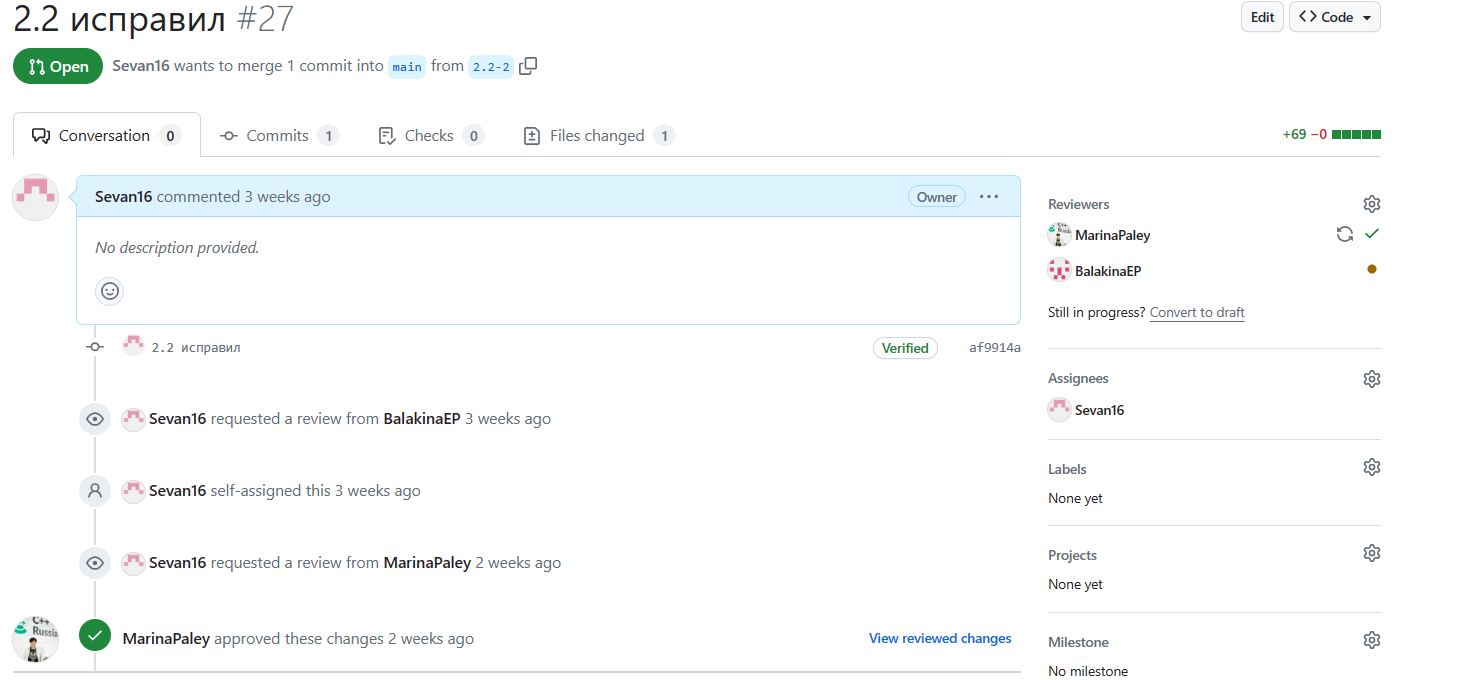 2.2 исправил #27
Edit
Code
Open
Sevan16 wants to merge 1 commit into main from 2.2-2
Conversation 0
Commits 1
Checks 0
Files changed 1
+69 −0
Sevan16 commented 3 weeks ago
Owner
No description provided.
2.2 исправил
Verified
af9914a
Sevan16 requested a review from BalakinaEP 3 weeks ago
Sevan16 self-assigned this 3 weeks ago
Sevan16 requested a review from MarinaPaley 2 weeks ago
C++
Russia
MarinaPaley approved these changes 2 weeks ago
View reviewed changes
Reviewers
MarinaPaley
BalakinaEP
Still in progress? Convert to draft
Assignees
Sevan16
Labels
None yet
Projects
None yet
Milestone
No milestone